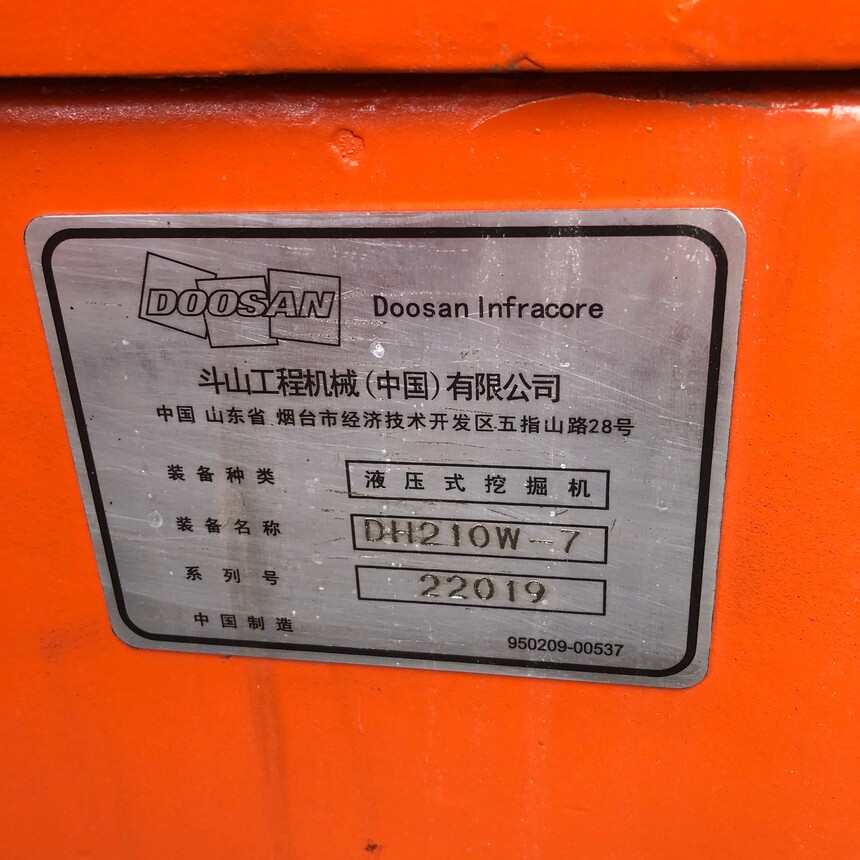 DOOSAN Doosan Infracore
斗山工程机械(中国)有限公司
中国 山东省 烟台市经济技术开发区五指山路28号
装备种类 液压式挖掘机
装备名称 DH210W-7
系列号 22019
中国制造
950209-00537